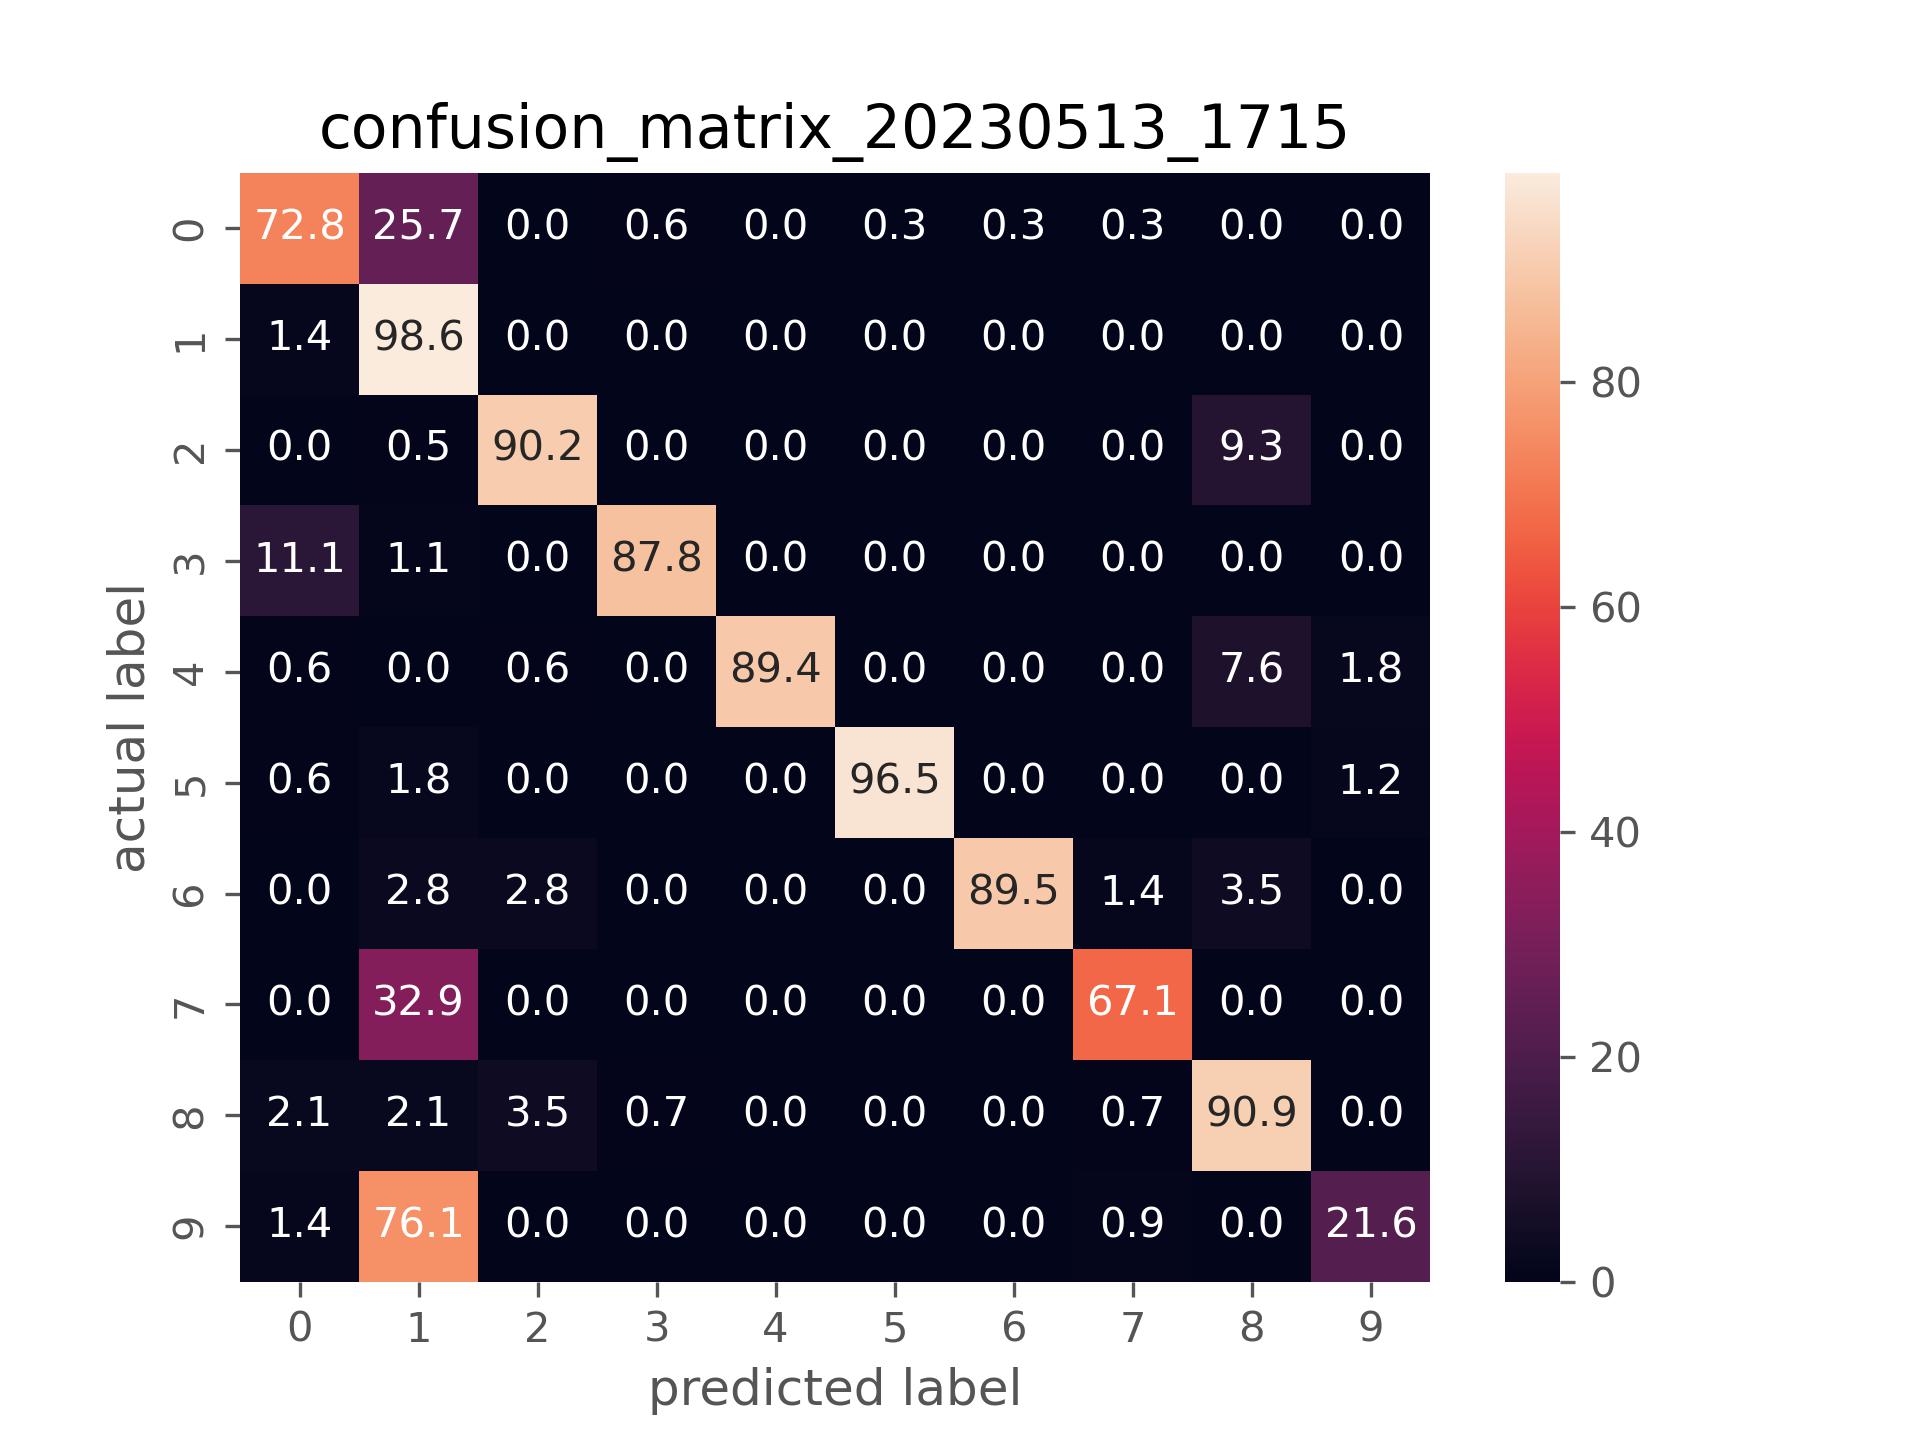 confusion_matrix_20230513_1715
0 72.8 25.7 0.0 0.6 0.0 0.3 0.3 0.3 0.0 0.0
1 1.4 98.6 0.0 0.0 0.0 0.0 0.0 0.0 0.0 0.0
2 0.0 0.5 90.2 0.0 0.0 0.0 0.0 0.0 9.3 0.0
3 11.1 1.1 0.0 87.8 0.0 0.0 0.0 0.0 0.0 0.0
4 0.6 0.0 0.6 0.0 89.4 0.0 0.0 0.0 7.6 1.8
5 0.6 1.8 0.0 0.0 0.0 96.5 0.0 0.0 0.0 1.2
6 0.0 2.8 2.8 0.0 0.0 0.0 89.5 1.4 3.5 0.0
7 0.0 32.9 0.0 0.0 0.0 0.0 0.0 67.1 0.0 0.0
8 2.1 2.1 3.5 0.7 0.0 0.0 0.0 0.7 90.9 0.0
9 1.4 76.1 0.0 0.0 0.0 0.0 0.0 0.9 0.0 21.6
0 1 2 3 4 5 6 7 8 9
predicted label
actual label
80
60
40
20
0